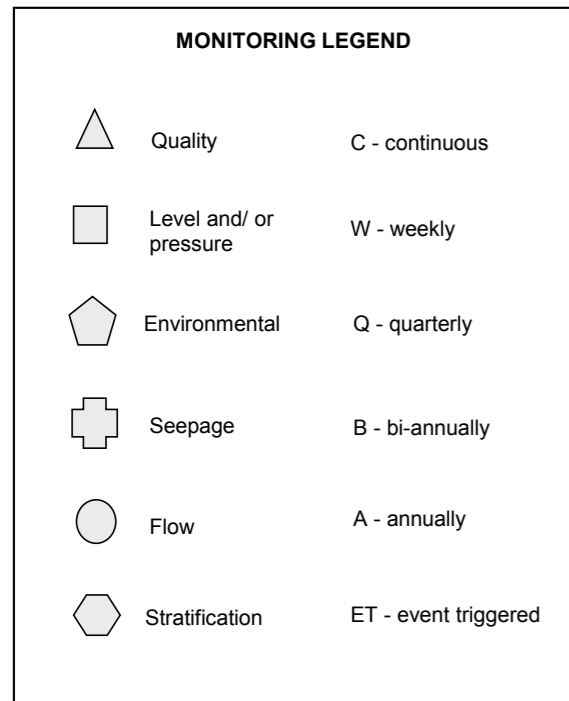 MONITORING LEGEND
Quality C - continuous
Level and/ or
pressure W - weekly
Environmental Q - quarterly
Seepage B - bi-annually
Flow A - annually
Stratification ET - event triggered